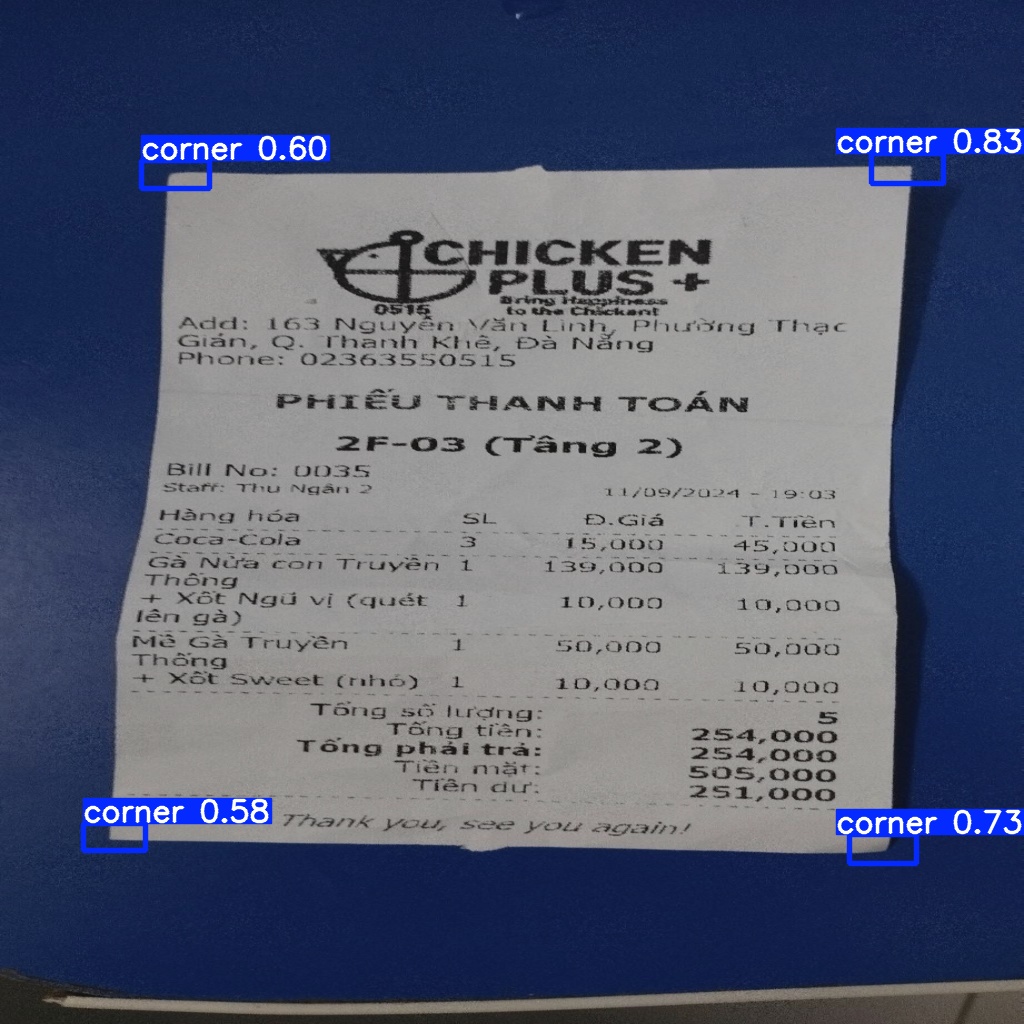 corner 0.60
corner 0.83
CHICKEN
PLUS +
Bring Happiness
to the Chickant
0515
Add: 163 Nguyễn Văn Linh, Phường Thạc
Gián, Q. Thanh Khê, Đà Nẵng
Phone: 02363550515
PHIẾU THANH TOÁN
2F-03 (Tầng 2)
Bill No: 0035
Staff: Thu Ngân 2 11/09/2024 - 19:03
Hàng hóa SL Đ.Giá T.Tiền
Coca-Cola 3 15,000 45,000
Gà Nửa con Truyền 1 139,000 139,000
Thống
+ Xốt Ngũ vị (quét 1 10,000 10,000
lên gà)
Mề Gà Truyền 1 50,000 50,000
Thống
+ Xốt Sweet (nhỏ) 1 10,000 10,000
Tổng số lượng: 5
Tổng tiền: 254,000
Tổng phải trả: 254,000
Tiền mặt: 505,000
Tiền dư: 251,000
corner 0.58
Thank you, see you again!
corner 0.73